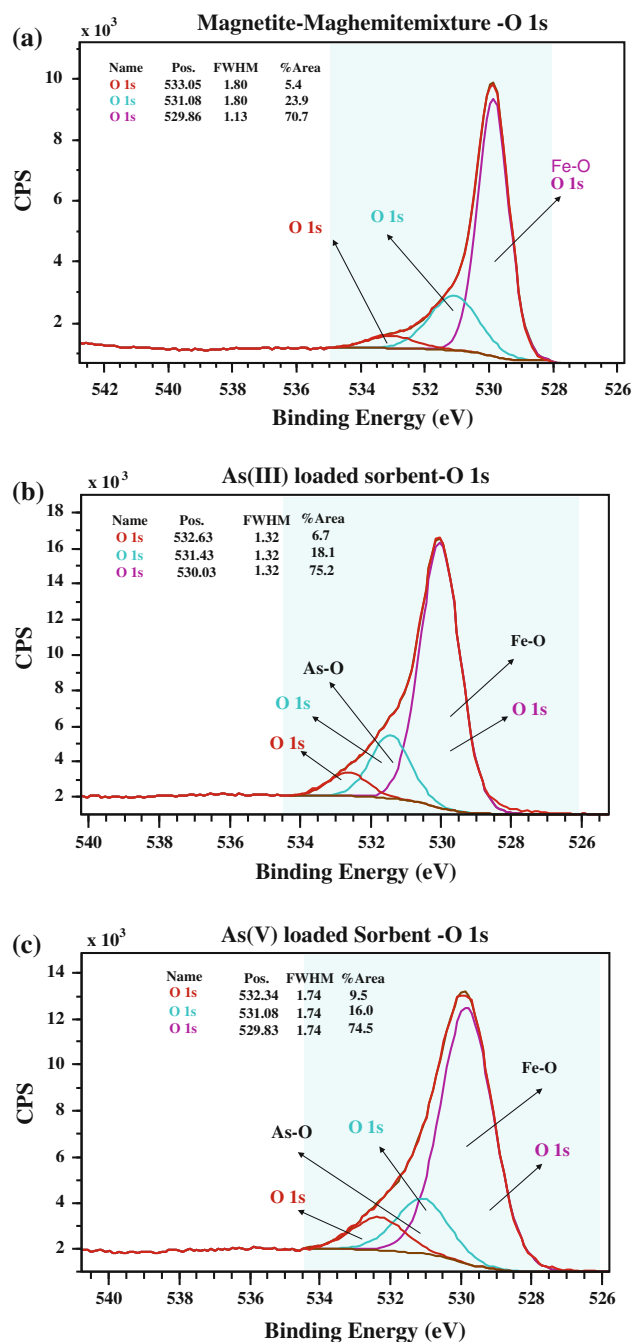 (a)
Magnetite-Maghemitemixture -O 1s
x 10³
Name Pos. FWHM %Area
O 1s 533.05 1.80 5.4
O 1s 531.08 1.80 23.9
O 1s 529.86 1.13 70.7
10
8
6
4
2
CPS
Fe-O
O 1s
O 1s
O 1s
542 540 538 536 534 532 530 528 526
Binding Energy (eV)
(b)
As(III) loaded sorbent-O 1s
x 10³
Name Pos. FWHM %Area
O 1s 532.63 1.32 6.7
O 1s 531.43 1.32 18.1
O 1s 530.03 1.32 75.2
16
14
12
10
8
6
4
2
CPS
Fe-O
As-O
O 1s
O 1s
O 1s
540 538 536 534 532 530 528 526
Binding Energy (eV)
(c)
As(V) loaded Sorbent -O 1s
x 10³
Name Pos. FWHM %Area
O 1s 532.34 1.74 9.5
O 1s 531.08 1.74 16.0
O 1s 529.83 1.74 74.5
14
12
10
8
6
4
2
CPS
Fe-O
O 1s
As-O
O 1s
O 1s
540 538 536 534 532 530 528 526
Binding Energy (eV)